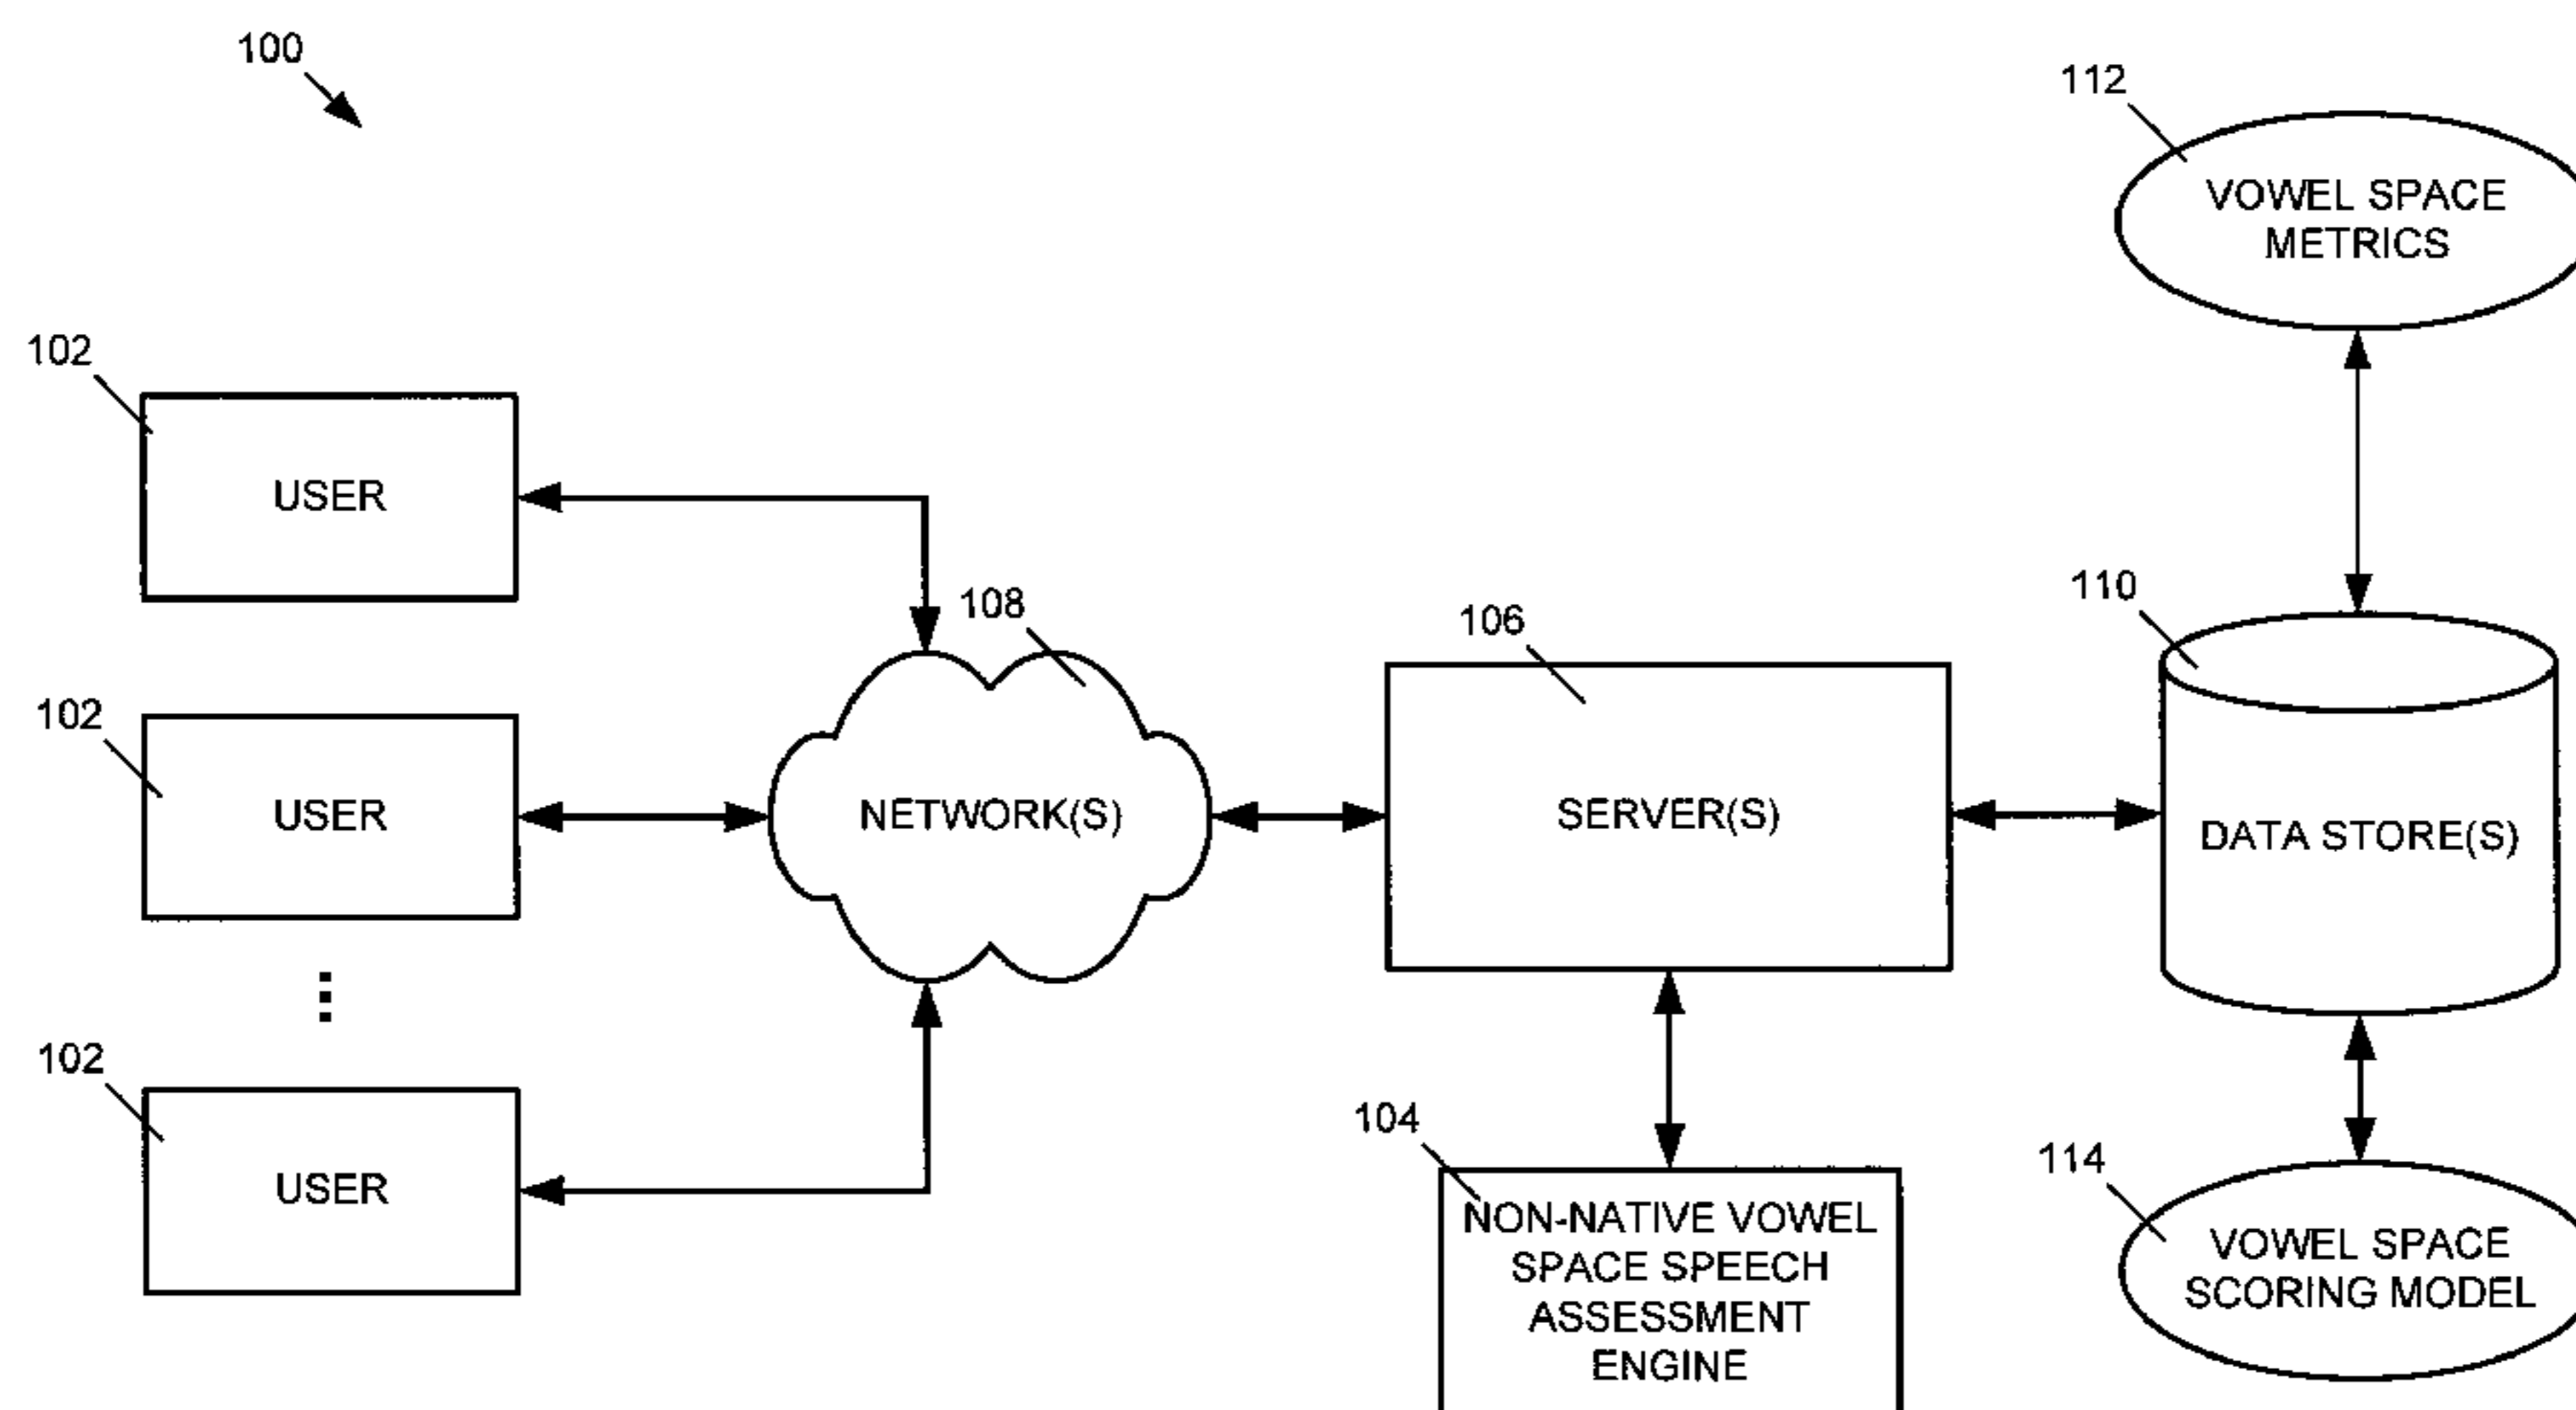 100
112
VOWEL SPACE
METRICS
102
USER
108
106
110
102
USER
NETWORK(S)
SERVER(S)
DATA STORE(S)
102
USER
104
NON-NATIVE VOWEL
SPACE SPEECH
ASSESSMENT
ENGINE
114
VOWEL SPACE
SCORING MODEL